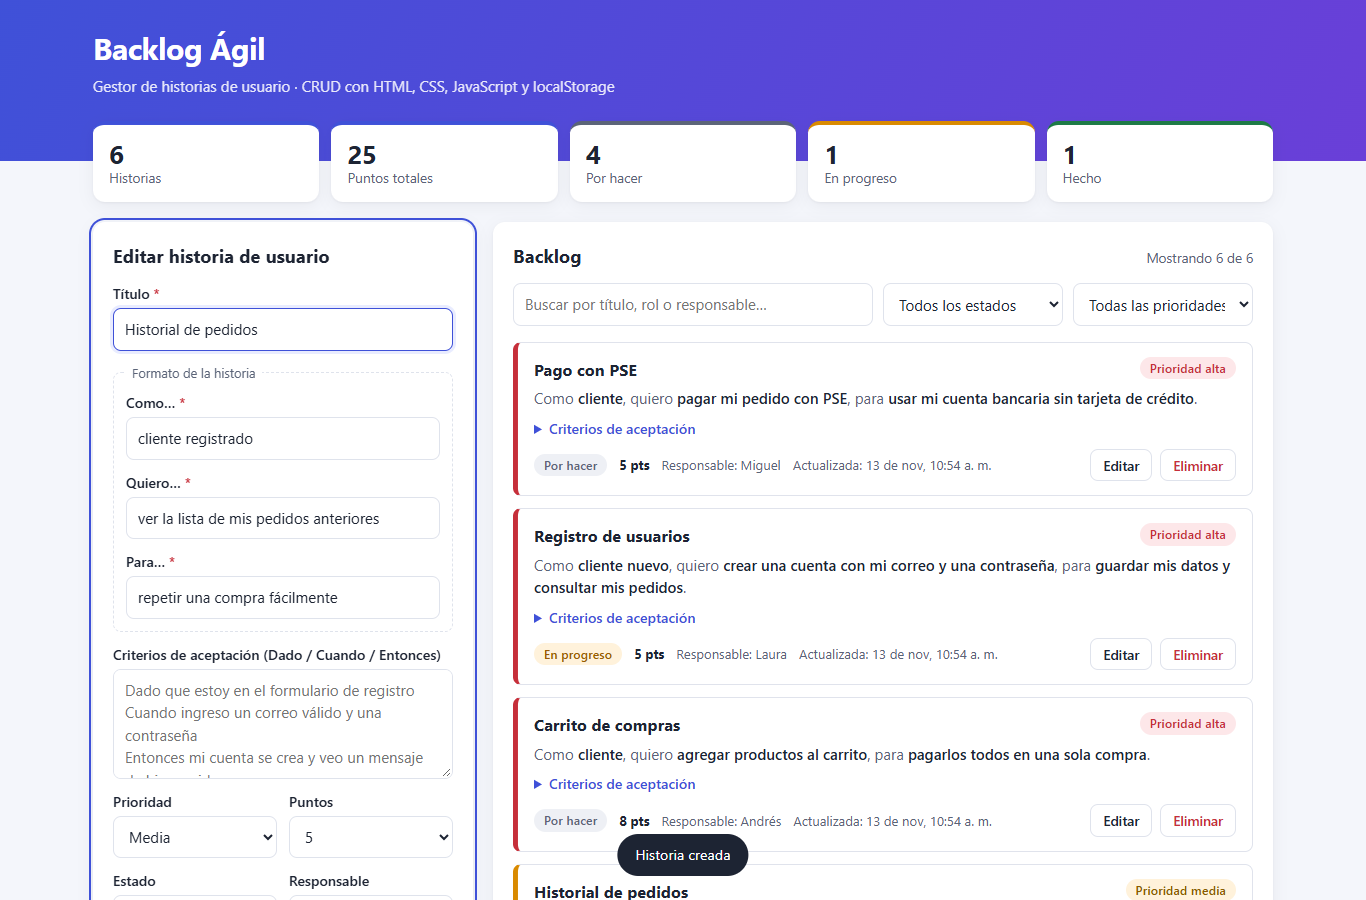 Backlog Ágil
Gestor de historias de usuario · CRUD con HTML, CSS, JavaScript y localStorage
6
Historias
25
Puntos totales
4
Por hacer
1
En progreso
1
Hecho
Editar historia de usuario
Título *
Historial de pedidos
Formato de la historia
Como... *
cliente registrado
Quiero... *
ver la lista de mis pedidos anteriores
Para... *
repetir una compra fácilmente
Criterios de aceptación (Dado / Cuando / Entonces)
Dado que estoy en el formulario de registro
Cuando ingreso un correo válido y una
contraseña
Entonces mi cuenta se crea y veo un mensaje
Prioridad
Puntos
Media
5
Estado
Responsable
Backlog
Mostrando 6 de 6
Buscar por título, rol o responsable...
Todos los estados
Todas las prioridades
Pago con PSE
Prioridad alta
Como cliente, quiero pagar mi pedido con PSE, para usar mi cuenta bancaria sin tarjeta de crédito.
Criterios de aceptación
Por hacer 5 pts Responsable: Miguel Actualizada: 13 de nov, 10:54 a. m.
Editar
Eliminar
Registro de usuarios
Prioridad alta
Como cliente nuevo, quiero crear una cuenta con mi correo y una contraseña, para guardar mis datos y
consultar mis pedidos.
Criterios de aceptación
En progreso 5 pts Responsable: Laura Actualizada: 13 de nov, 10:54 a. m.
Editar
Eliminar
Carrito de compras
Prioridad alta
Como cliente, quiero agregar productos al carrito, para pagarlos todos en una sola compra.
Criterios de aceptación
Por hacer 8 pts Responsable: Andrés Actualizada: 13 de nov, 10:54 a. m.
Editar
Eliminar
Historia creada
Historial de pedidos
Prioridad media